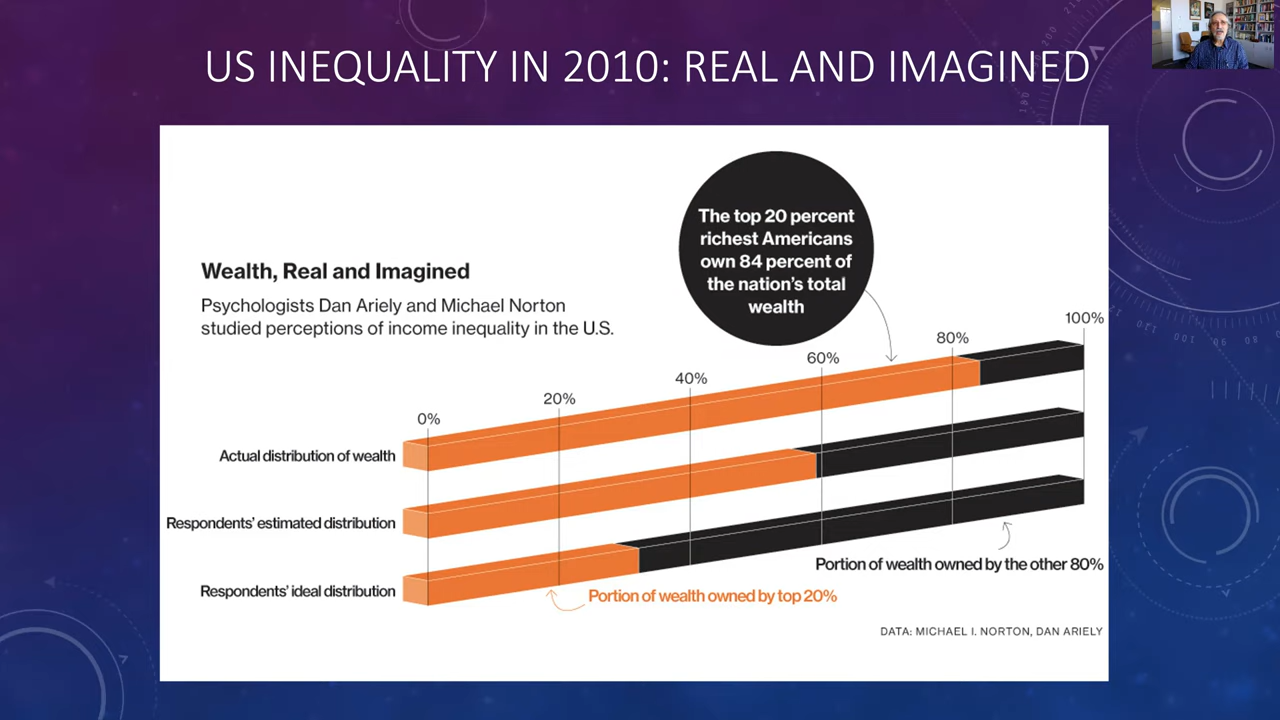 US INEQUALITY IN 2010: REAL AND IMAGINED
The top 20 percent
richest Americans
own 84 percent of
the nation's total
wealth
Wealth, Real and Imagined
Psychologists Dan Ariely and Michael Norton
studied perceptions of income inequality in the U.S.
0%
20%
40%
60%
80%
100%
Actual distribution of wealth
Respondents' estimated distribution
Respondents' ideal distribution
Portion of wealth owned by the other 80%
Portion of wealth owned by top 20%
DATA: MICHAEL I. NORTON, DAN ARIELY